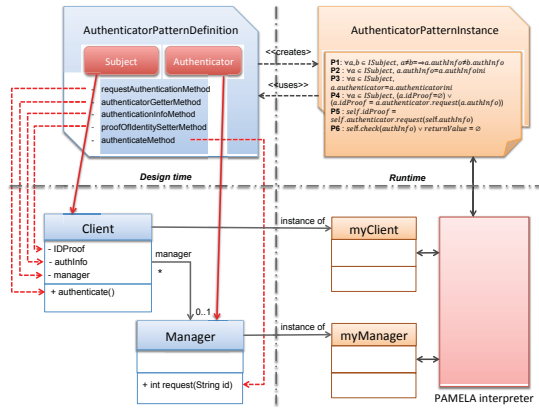 AuthenticatorPatternDefinition
Subject
Authenticator
- requestAuthenticationMethod
- authenticatorGetterMethod
- authenticationInfoMethod
- proofOfIdentitySetterMethod
- authenticateMethod
<<creates>>
<<uses>>
AuthenticatorPatternInstance
P1: ∀a,b ∈ ISubject, a≠b⇒a.authInfo≠b.authInfo
P2 : ∀a ∈ ISubject, a.authInfo=a.authInfoini
P3 : ∀a ∈ ISubject,
a.authenticator=a.authenticatorini
P4 : ∀a ∈ ISubject, (a.idProof=∅) ∨
(a.idProof = a.authenticator.request(a.authInfo))
P5 : self.idProof =
self.authenticator.request(self.authInfo)
P6 : self.check(authInfo) ∨ returnValue = ∅
Design time
Runtime
Client
- IDProof
- authInfo
- manager
+ authenticate()
manager
*
0..1
Manager
+ int request(String id)
instance of
myClient
instance of
myManager
PAMELA interpreter